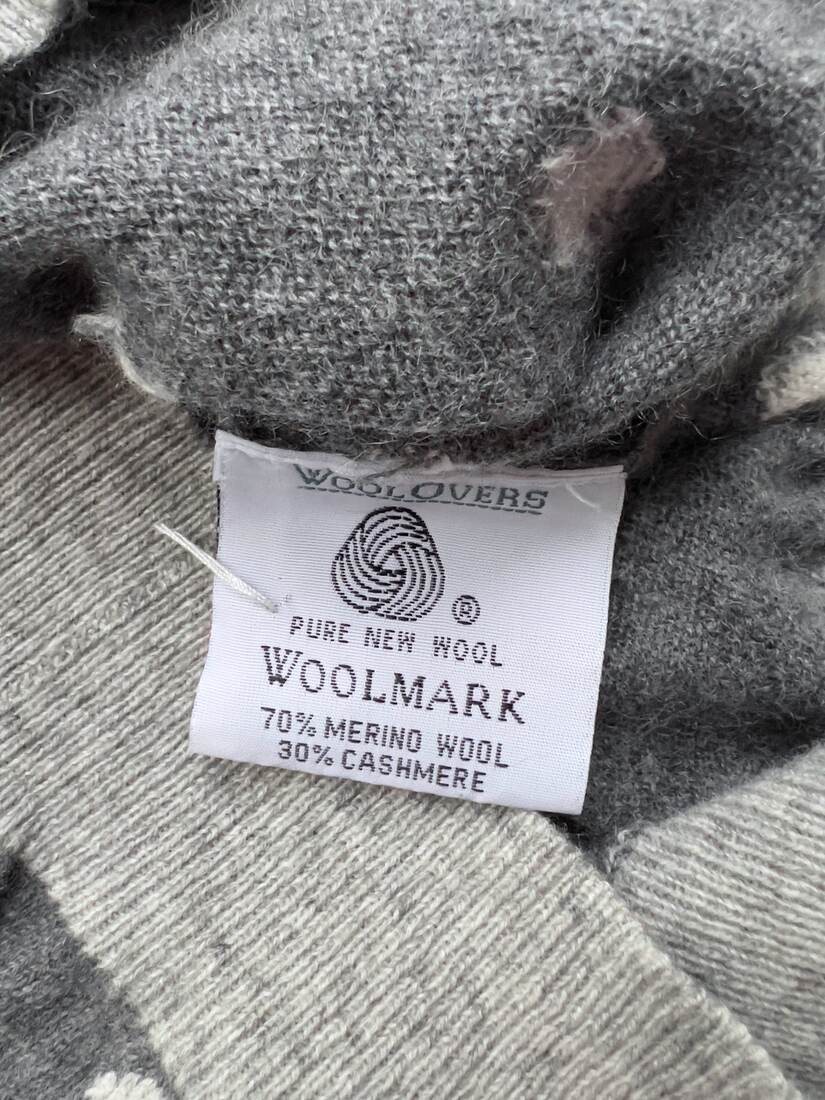 WOOLOVERS
®
PURE NEW WOOL
WOOLMARK
70% MERINO WOOL
30% CASHMERE